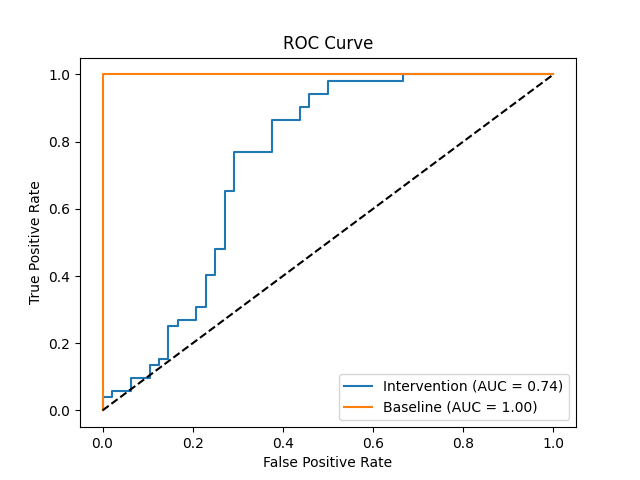 ROC Curve
1.0
0.8
0.6
0.4
0.2
0.0
True Positive Rate
Intervention (AUC = 0.74)
Baseline (AUC = 1.00)
0.0 0.2 0.4 0.6 0.8 1.0
False Positive Rate